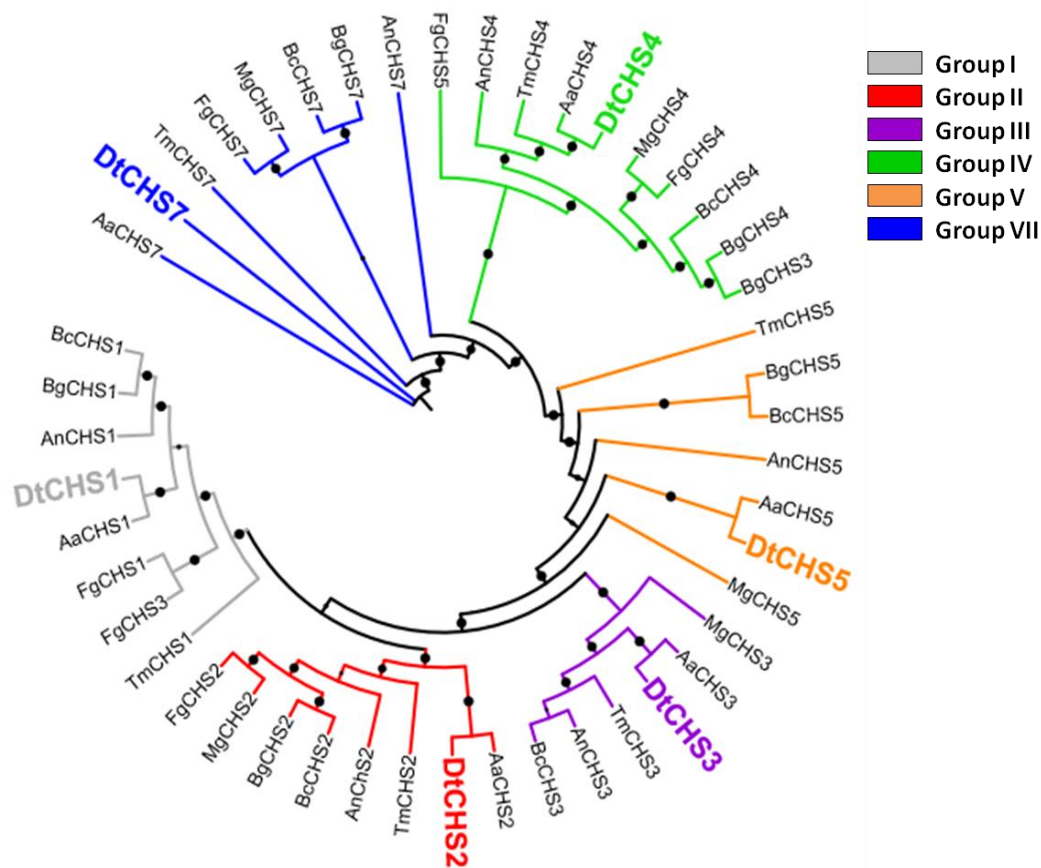 FgCHS5
AnCHS4
TmCHS4
AaCHS4
DtCHS4
MgCHS4
FgCHS4
BcCHS4
BgCHS4
BgCHS3
TmCHS5
BgCHS5
BcCHS5
AnCHS5
AaCHS5
DtCHS5
MgCHS5
MgCHS3
AaCHS3
DtCHS3
TmCHS3
AnCHS3
BcCHS3
AaCHS2
DtCHS2
TmCHS2
AnChS2
BcCHS2
BgCHS2
MgCHS2
FgCHS2
TmCHS1
FgCHS3
FgCHS1
AaCHS1
DtCHS1
AnCHS1
BgCHS1
BcCHS1
AaCHS7
DtCHS7
TmCHS7
FgCHS7
MgCHS7
BcCHS7
BgCHS7
AnCHS7
Group I
Group II
Group III
Group IV
Group V
Group VII